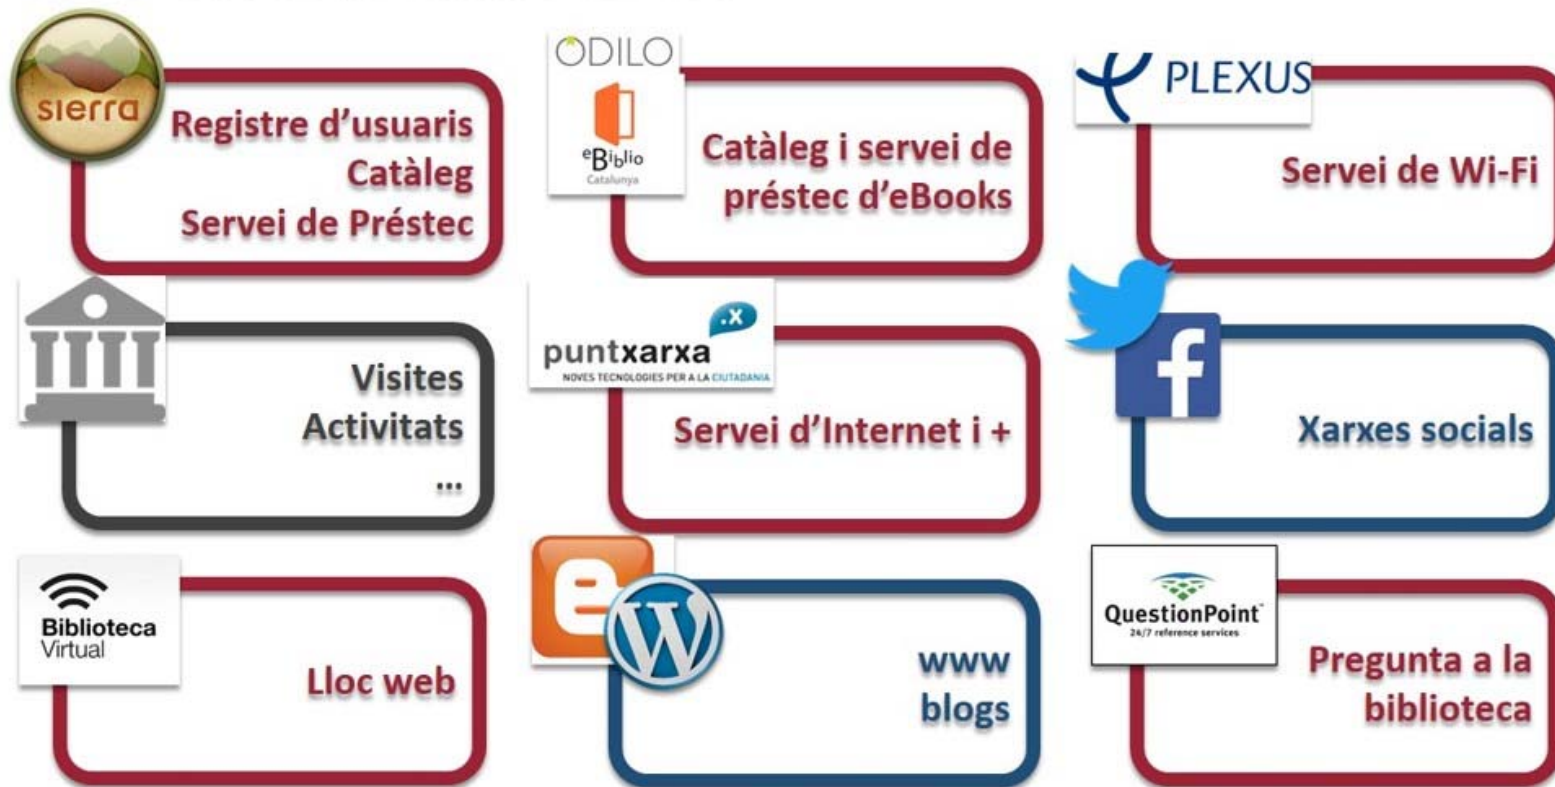 sierra
Registre d'usuaris
Catàleg
Servei de Préstec
ODILO
eBiblio
Catalunya
Catàleg i servei de
préstec d'eBooks
PLEXUS
Servei de Wi-Fi
Visites
Activitats
...
.x
puntxarxa
NOVES TECNOLOGIES PER A LA CIUTADANIA
Servei d'Internet i +
f
Xarxes socials
Biblioteca
Virtual
Lloc web
e
W
www
blogs
QuestionPoint
24/7 reference services
Pregunta a la
biblioteca